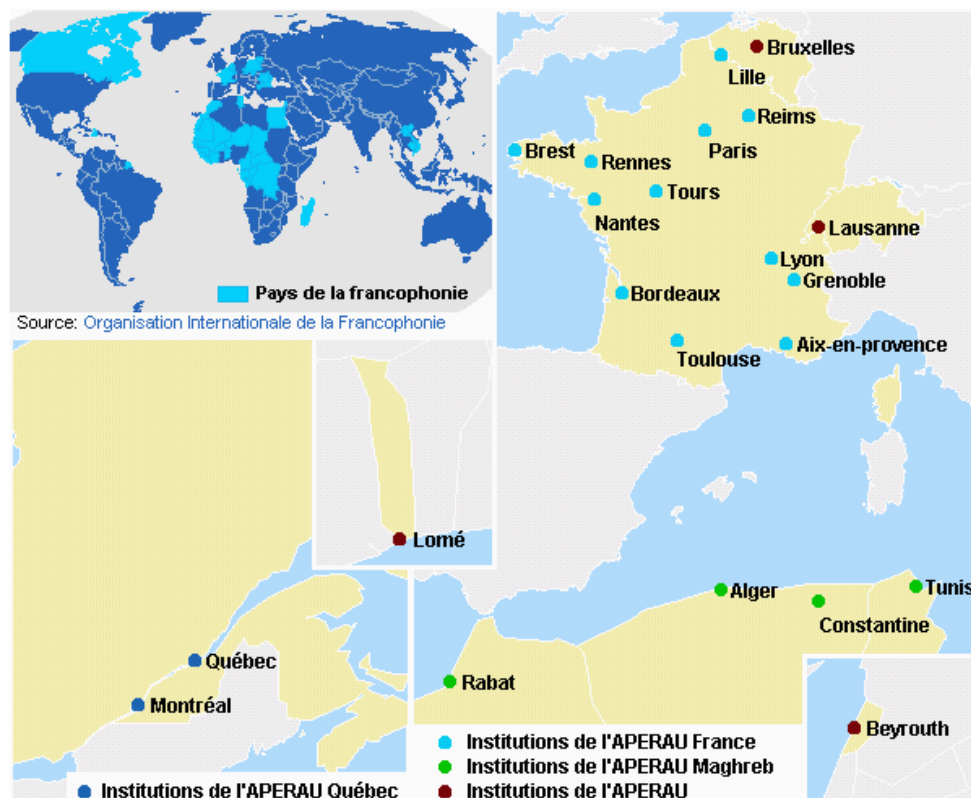 Pays de la francophonie
Source: Organisation Internationale de la Francophonie
Bruxelles
Lille
Reims
Paris
Brest
Rennes
Tours
Nantes
Lausanne
Lyon
Grenoble
Bordeaux
Toulouse
Aix-en-provence
Lomé
Québec
Montréal
Alger
Tunis
Constantine
Rabat
Beyrouth
Institutions de l'APERAU France
Institutions de l'APERAU Maghreb
Institutions de l'APERAU Québec
Institutions de l'APERAU